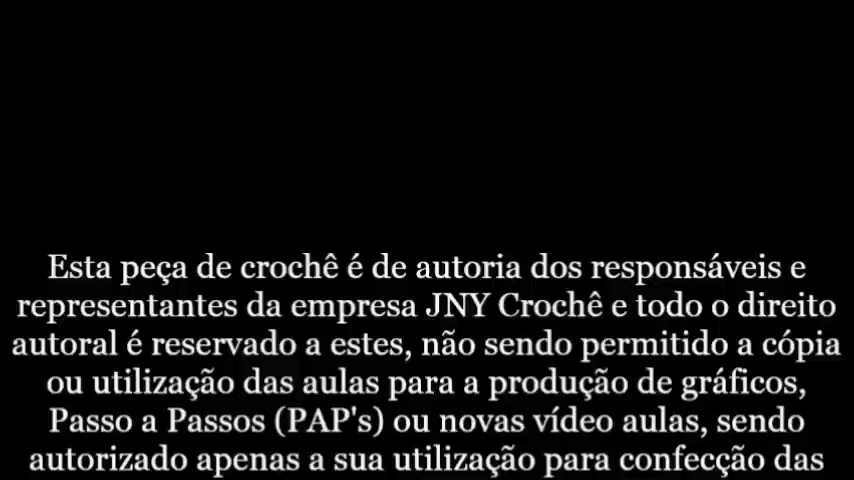 Esta peça de crochê é de autoria dos responsáveis e
representantes da empresa JNY Crochê e todo o direito
autoral é reservado a estes, não sendo permitido a cópia
ou utilização das aulas para a produção de gráficos,
Passo a Passos (PAP's) ou novas vídeo aulas, sendo
autorizado apenas a sua utilização para confecção das